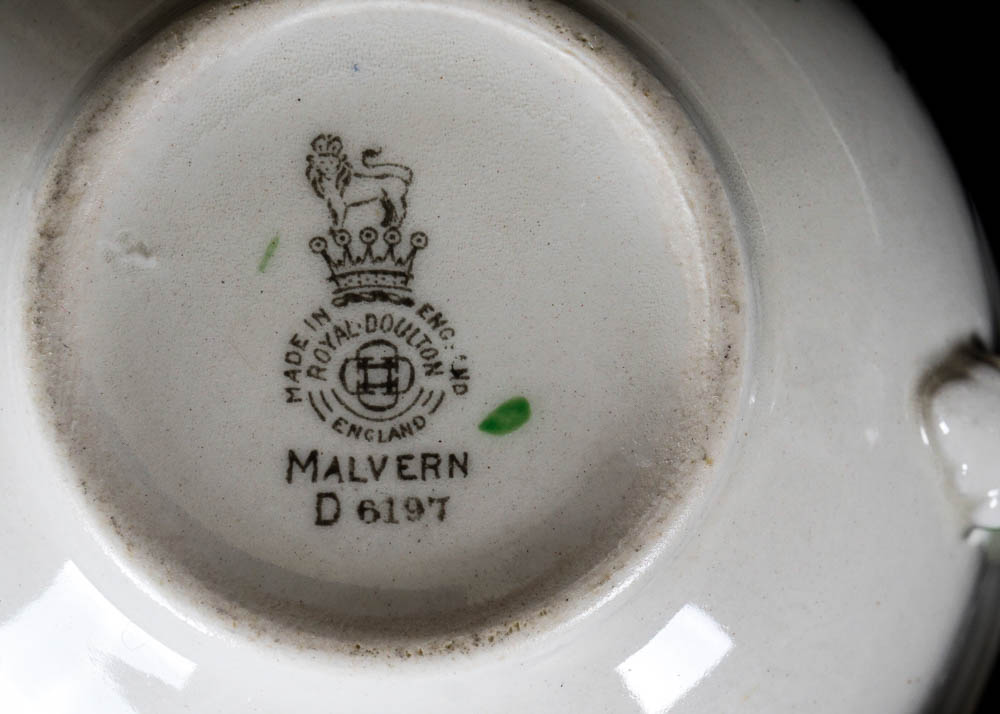 MADE IN ENGLAND
ROYAL·DOULTON
ENGLAND
MALVERN
D 6197